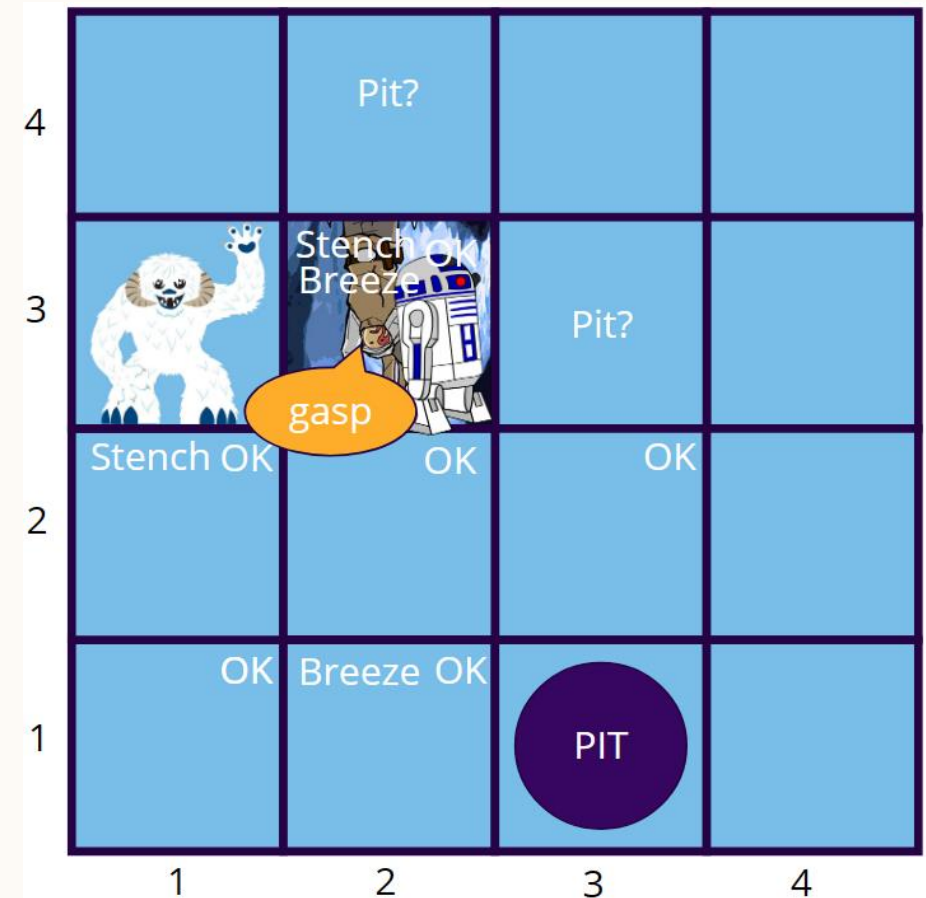 Pit?
4
Stench OK
Breeze
3
Pit?
gasp
Stench OK
OK
OK
2
OK
Breeze OK
1
PIT
1 2 3 4